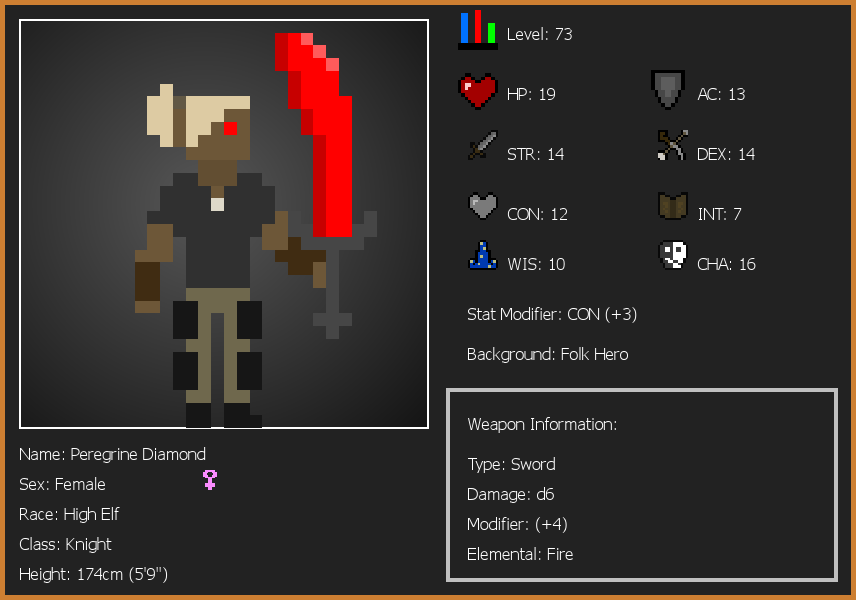 Level: 73
HP: 19
AC: 13
STR: 14
DEX: 14
CON: 12
INT: 7
WIS: 10
CHA: 16
Stat Modifier: CON (+3)
Background: Folk Hero
Weapon Information:
Type: Sword
Damage: d6
Modifier: (+4)
Elemental: Fire
Name: Peregrine Diamond
Sex: Female
Race: High Elf
Class: Knight
Height: 174cm (5'9")